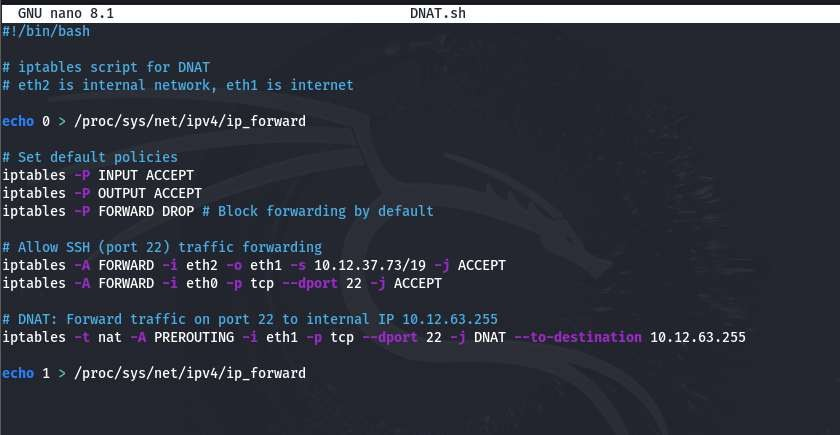 GNU nano 8.1 DNAT.sh
#!/bin/bash
# iptables script for DNAT
# eth2 is internal network, eth1 is internet
echo 0 > /proc/sys/net/ipv4/ip_forward
# Set default policies
iptables -P INPUT ACCEPT
iptables -P OUTPUT ACCEPT
iptables -P FORWARD DROP # Block forwarding by default
# Allow SSH (port 22) traffic forwarding
iptables -A FORWARD -i eth2 -o eth1 -s 10.12.37.73/19 -j ACCEPT
iptables -A FORWARD -i eth0 -p tcp --dport 22 -j ACCEPT
# DNAT: Forward traffic on port 22 to internal IP 10.12.63.255
iptables -t nat -A PREROUTING -i eth1 -p tcp --dport 22 -j DNAT --to-destination 10.12.63.255
echo 1 > /proc/sys/net/ipv4/ip_forward